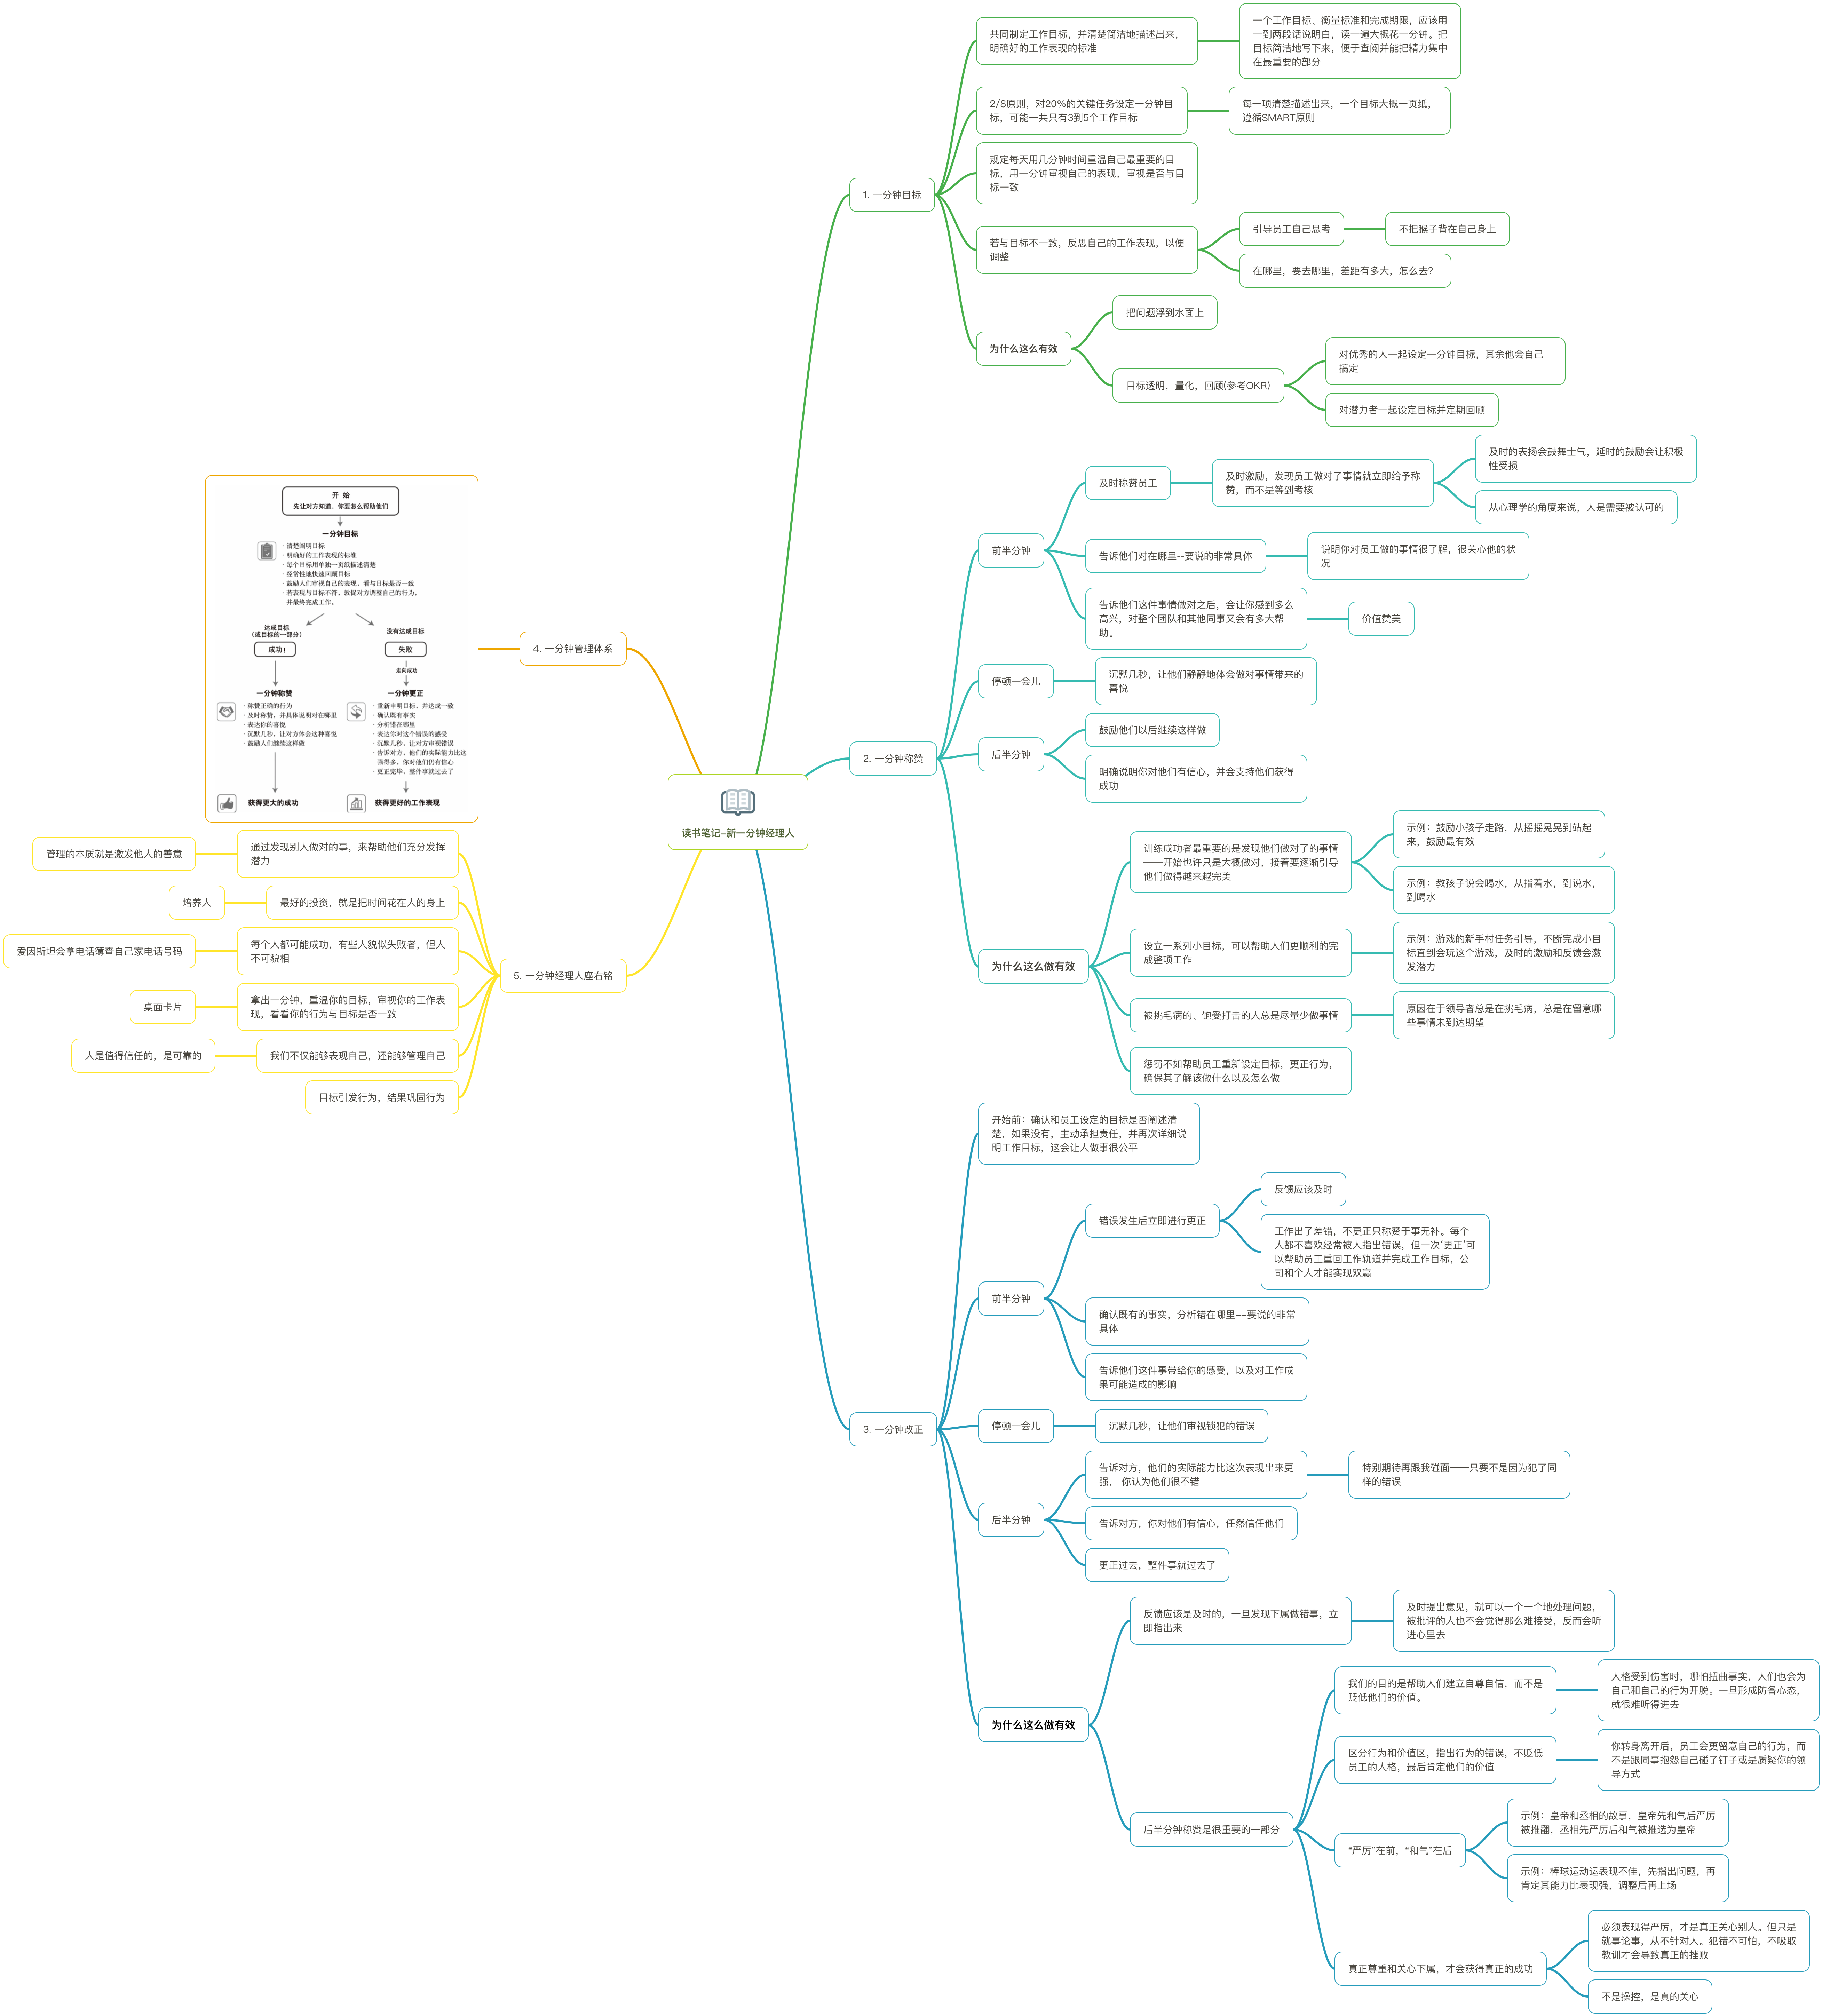 读书笔记-新一分钟经理人
1. 一分钟目标
共同制定工作目标，并清楚简洁地描述出来，
明确好的工作表现的标准
一个工作目标、衡量标准和完成期限，应该用
一到两段话说明白，读一遍大概花一分钟。把
目标简洁地写下来，便于查阅并能把精力集中
在最重要的部分
2/8原则，对20%的关键任务设定一分钟目
标，可能一共只有3到5个工作目标
每一项清楚描述出来，一个目标大概一页纸，
遵循SMART原则
规定每天用几分钟时间重温自己最重要的目
标，用一分钟审视自己的表现，审视是否与目
标一致
若与目标不一致，反思自己的工作表现，以便
调整
引导员工自己思考
不把猴子背在自己身上
在哪里，要去哪里，差距有多大，怎么去？
为什么这么有效
把问题浮到水面上
目标透明，量化，回顾(参考OKR)
对优秀的人一起设定一分钟目标，其余他会自己
搞定
对潜力者一起设定目标并定期回顾
2. 一分钟称赞
前半分钟
及时称赞员工
及时激励，发现员工做对了事情就立即给予称
赞，而不是等到考核
及时的表扬会鼓舞士气，延时的鼓励会让积极
性受损
从心理学的角度来说，人是需要被认可的
告诉他们对在哪里--要说的非常具体
说明你对员工做的事情很了解，很关心他的状
况
告诉他们这件事情做对之后，会让你感到多么
高兴，对整个团队和其他同事又会有多大帮
助。
价值赞美
停顿一会儿
沉默几秒，让他们静静地体会做对事情带来的
喜悦
后半分钟
鼓励他们以后继续这样做
明确说明你对他们有信心，并会支持他们获得
成功
为什么这么做有效
训练成功者最重要的是发现他们做对了的事情
——开始也许只是大概做对，接着要逐渐引导
他们做得越来越完美
示例：鼓励小孩子走路，从摇摇晃晃到站起
来，鼓励最有效
示例：教孩子说会喝水，从指着水，到说水，
到喝水
设立一系列小目标，可以帮助人们更顺利的完
成整项工作
示例：游戏的新手村任务引导，不断完成小目
标直到会玩这个游戏，及时的激励和反馈会激
发潜力
被挑毛病的、饱受打击的人总是尽量少做事情
原因在于领导者总是在挑毛病，总是在留意哪
些事情未到达期望
惩罚不如帮助员工重新设定目标，更正行为，
确保其了解该做什么以及怎么做
3. 一分钟改正
开始前：确认和员工设定的目标是否阐述清
楚，如果没有，主动承担责任，并再次详细说
明工作目标，这会让人做事很公平
前半分钟
错误发生后立即进行更正
反馈应该及时
工作出了差错，不更正只称赞于事无补。每个
人都不喜欢经常被人指出错误，但一次‘更正’可
以帮助员工重回工作轨道并完成工作目标，公
司和个人才能实现双赢
确认既有的事实，分析错在哪里--要说的非常
具体
告诉他们这件事带给你的感受，以及对工作成
果可能造成的影响
停顿一会儿
沉默几秒，让他们审视锁犯的错误
后半分钟
告诉对方，他们的实际能力比这次表现出来更
强， 你认为他们很不错
特别期待再跟我碰面——只要不是因为犯了同
样的错误
告诉对方，你对他们有信心，任然信任他们
更正过去，整件事就过去了
为什么这么做有效
反馈应该是及时的，一旦发现下属做错事，立
即指出来
及时提出意见，就可以一个一个地处理问题，
被批评的人也不会觉得那么难接受，反而会听
进心里去
后半分钟称赞是很重要的一部分
我们的目的是帮助人们建立自尊自信，而不是
贬低他们的价值。
人格受到伤害时，哪怕扭曲事实，人们也会为
自己和自己的行为开脱。一旦形成防备心态，
就很难听得进去
区分行为和价值区，指出行为的错误，不贬低
员工的人格，最后肯定他们的价值
你转身离开后，员工会更留意自己的行为，而
不是跟同事抱怨自己碰了钉子或是质疑你的领
导方式
“严厉”在前，“和气”在后
示例：皇帝和丞相的故事，皇帝先和气后严厉
被推翻，丞相先严厉后和气被推选为皇帝
示例：棒球运动运表现不佳，先指出问题，再
肯定其能力比表现强，调整后再上场
真正尊重和关心下属，才会获得真正的成功
必须表现得严厉，才是真正关心别人。但只是
就事论事，从不针对人。犯错不可怕，不吸取
教训才会导致真正的挫败
不是操控，是真的关心
4. 一分钟管理体系
开 始
先让对方知道，你要怎么帮助他们
一分钟目标
· 清楚阐明目标
· 明确好的工作表现的标准
· 每个目标用单独一页纸描述清楚
· 经常性地快速回顾目标
· 鼓励人们审视自己的表现，看与目标是否一致
· 若表现与目标不符，敦促对方调整自己的行为，
并最终完成工作。
达成目标
（或目标的一部分）
成功！
没有达成目标
失败
走向成功
一分钟称赞
· 称赞正确的行为
· 及时称赞，并具体说明对在哪里
· 表达你的喜悦
· 沉默几秒，让对方体会这种喜悦
· 鼓励人们继续这样做
获得更大的成功
一分钟更正
· 重新申明目标，并达成一致
· 确认既有事实
· 分析错在哪里
· 表达你对这个错误的感受
· 沉默几秒，让对方审视错误
· 告诉对方，他们的实际能力比这
强得多，你对他们仍有信心
· 更正完毕，整件事就过去了
获得更好的工作表现
5. 一分钟经理人座右铭
通过发现别人做对的事，来帮助他们充分发挥
潜力
管理的本质就是激发他人的善意
最好的投资，就是把时间花在人的身上
培养人
每个人都可能成功，有些人貌似失败者，但人
不可貌相
爱因斯坦会拿电话簿查自己家电话号码
拿出一分钟，重温你的目标，审视你的工作表
现，看看你的行为与目标是否一致
桌面卡片
我们不仅能够表现自己，还能够管理自己
人是值得信任的，是可靠的
目标引发行为，结果巩固行为